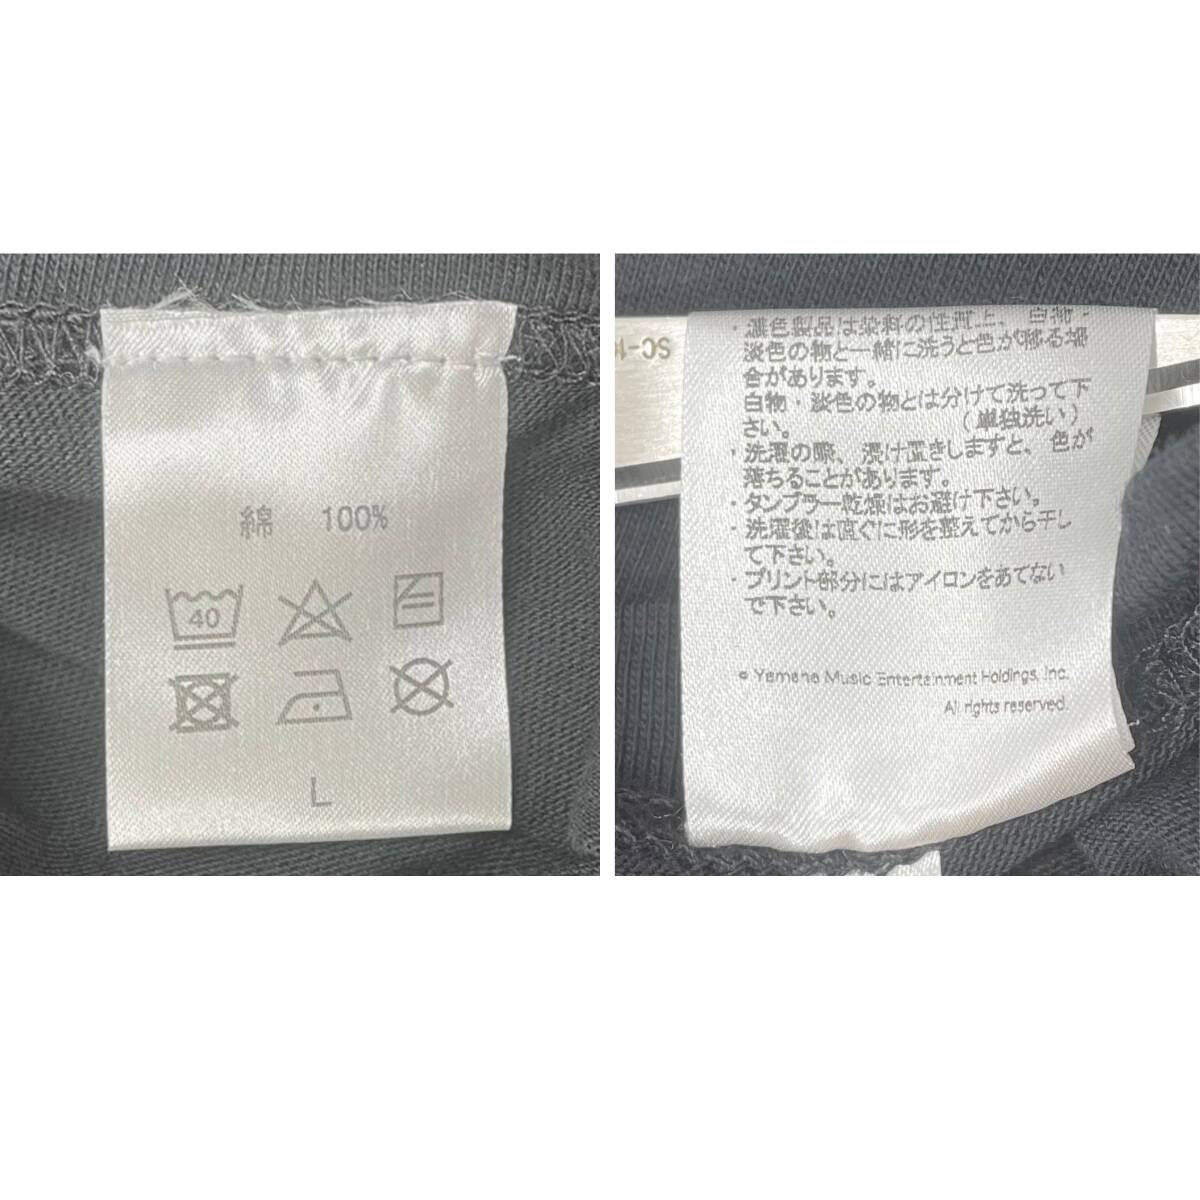 綿 100%
40
L
SC-1
・濃色製品は染料の性質上、白物・
淡色の物と一緒に洗うと色が移る場
合があります。
白物・淡色の物とは分けて洗って下
さい。 (単独洗い)
・洗濯の際、漬け置きしますと、色が
落ちることがあります。
・タンブラー乾燥はお避け下さい。
・洗濯後は直ぐに形を整えてから干し
て下さい。
・プリント部分にはアイロンをあてない
で下さい。
© Yamaha Music Entertainment Holdings, Inc.
All rights reserved.